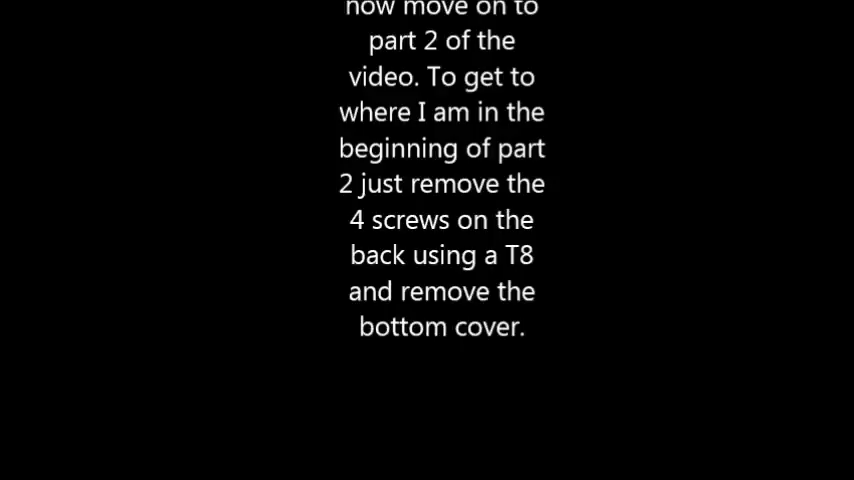 now move on to
part 2 of the
video. To get to
where I am in the
beginning of part
2 just remove the
4 screws on the
back using a T8
and remove the
bottom cover.